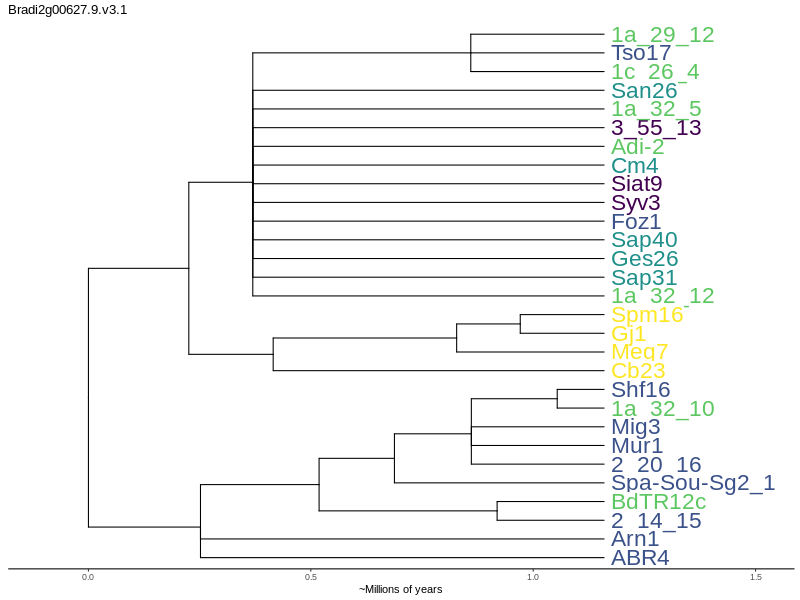 Bradi2g00627.9.v3.1
1a_29_12
Tso17
1c_26_4
San26
1a_32_5
3_55_13
Adi-2
Cm4
Siat9
Syv3
Foz1
Sap40
Ges26
Sap31
1a_32_12
Spm16
Gj1
Meq7
Cb23
Shf16
1a_32_10
Mig3
Mur1
2_20_16
Spa-Sou-Sg2_1
BdTR12c
2_14_15
Arn1
ABR4
0.0 0.5 1.0 1.5
~Millions of years